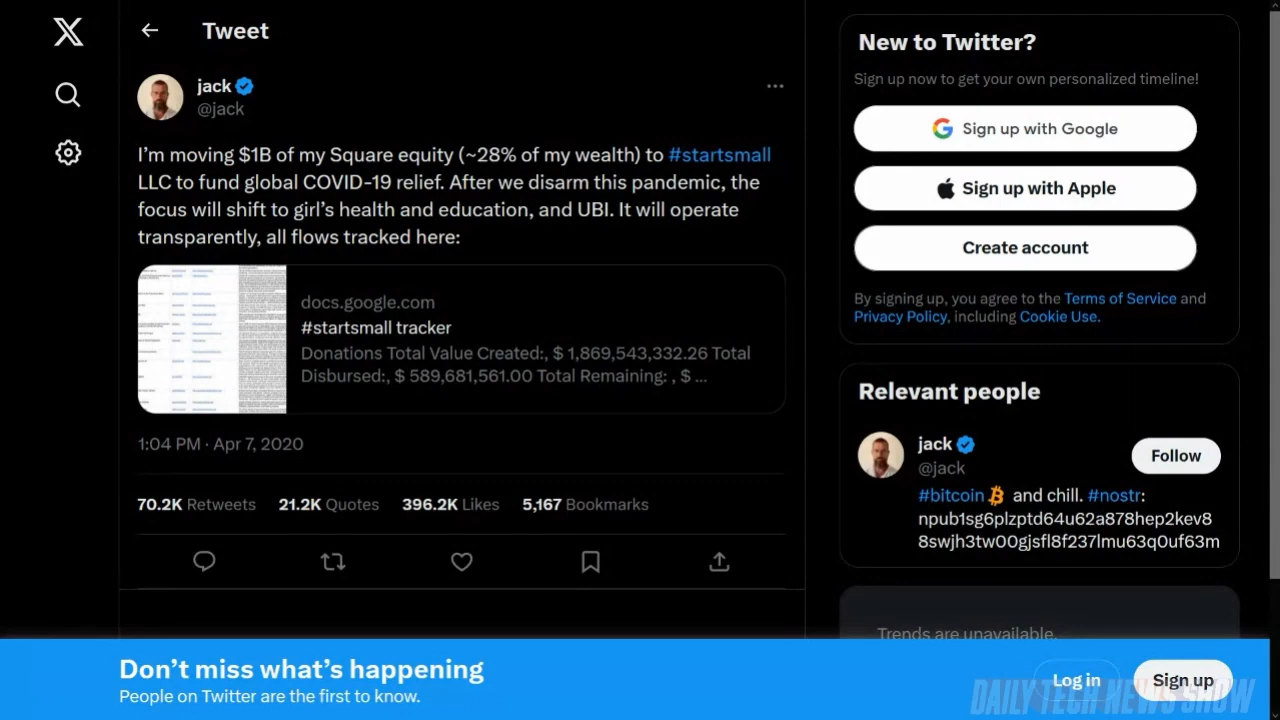 Tweet
jack
@jack
I’m moving $1B of my Square equity (~28% of my wealth) to #startsmall
LLC to fund global COVID-19 relief. After we disarm this pandemic, the
focus will shift to girl’s health and education, and UBI. It will operate
transparently, all flows tracked here:
docs.google.com
#startsmall tracker
Donations Total Value Created:, $ 1,869,543,332.26 Total
Disbursed:, $ 589,681,561.00 Total Remaining: , $ ...
1:04 PM · Apr 7, 2020
70.2K Retweets 21.2K Quotes 396.2K Likes 5,167 Bookmarks
New to Twitter?
Sign up now to get your own personalized timeline!
Sign up with Google
Sign up with Apple
Create account
By signing up, you agree to the Terms of Service and
Privacy Policy, including Cookie Use.
Relevant people
jack
@jack
Follow
#bitcoin and chill. #nostr:
npub1sg6plzptd64u62a878hep2kev8
8swjh3tw00gjsfl8f237lmu63q0uf63m
Trends are unavailable.
Don’t miss what’s happening
People on Twitter are the first to know.
Log in
Sign up
DAILY TECH NEWS SHOW